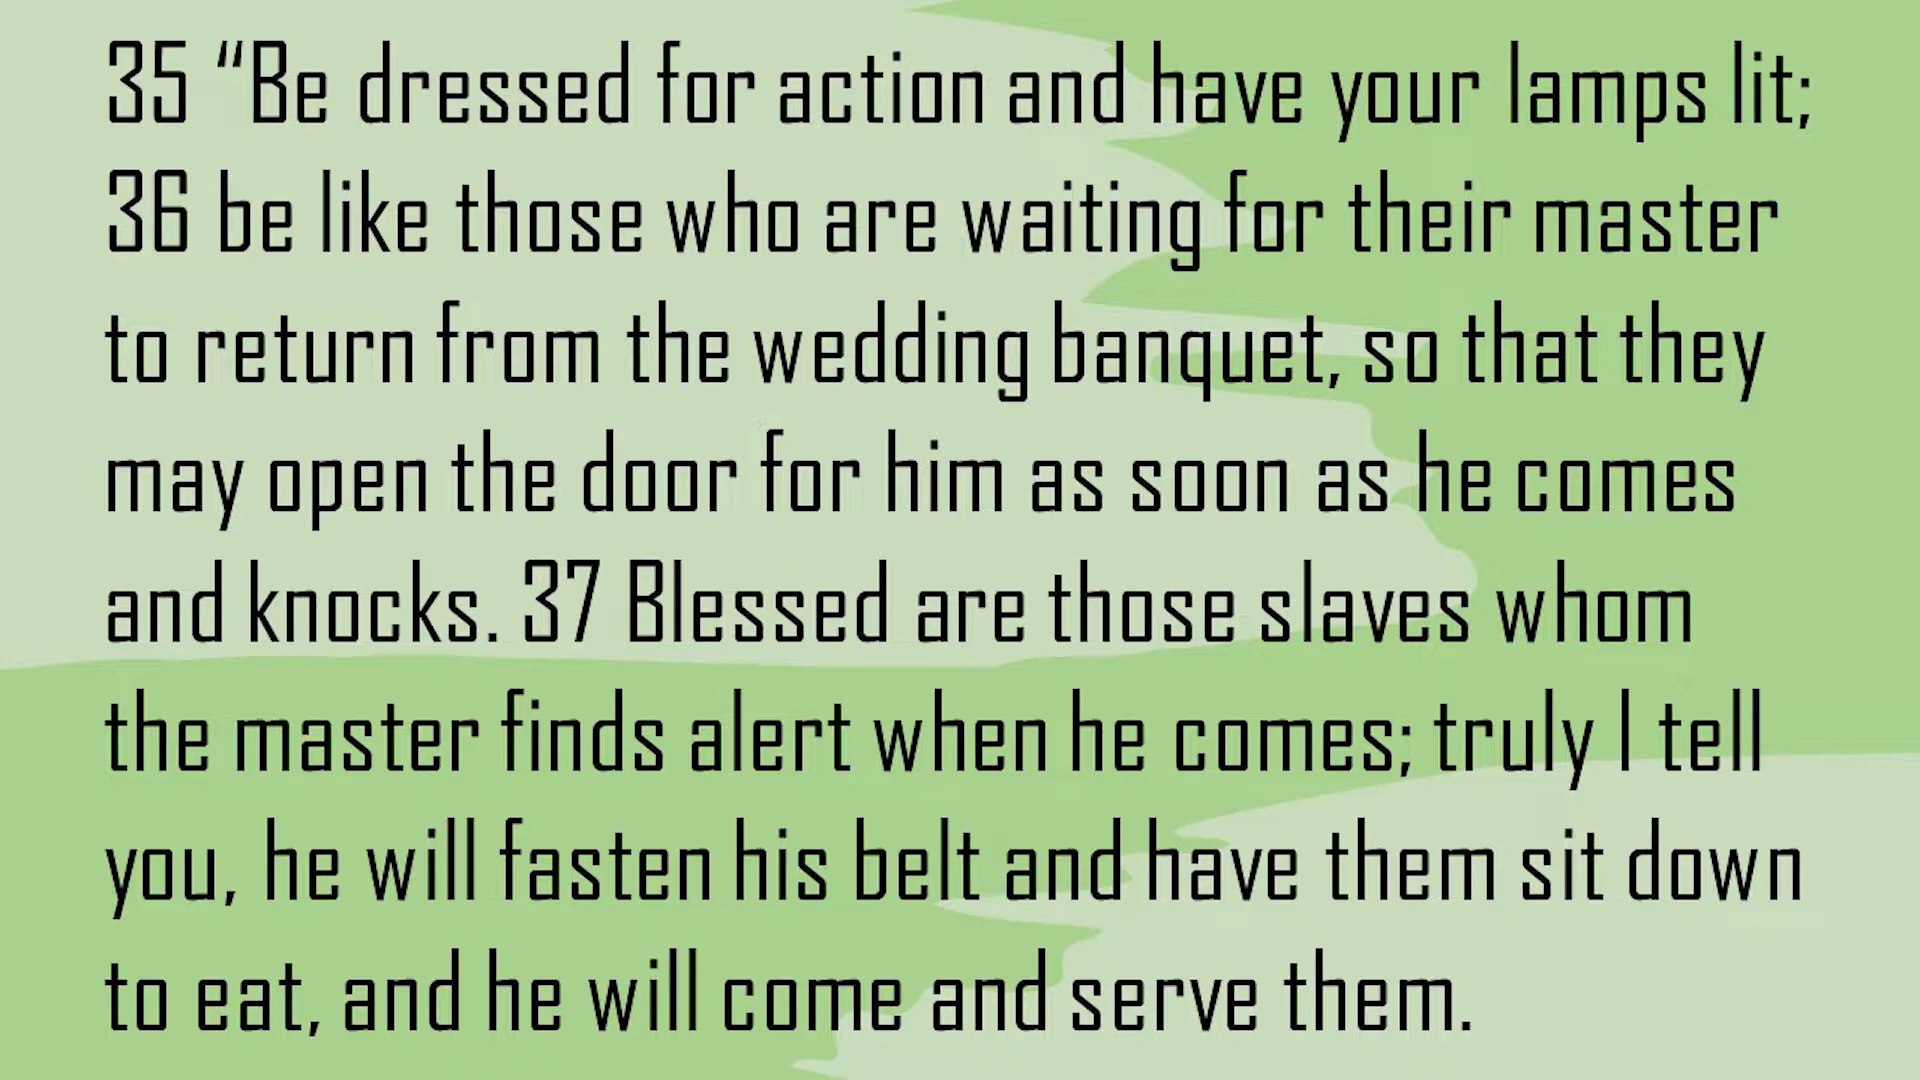 35 “Be dressed for action and have your lamps lit;
36 be like those who are waiting for their master
to return from the wedding banquet, so that they
may open the door for him as soon as he comes
and knocks. 37 Blessed are those slaves whom
the master finds alert when he comes; truly I tell
you, he will fasten his belt and have them sit down
to eat, and he will come and serve them.